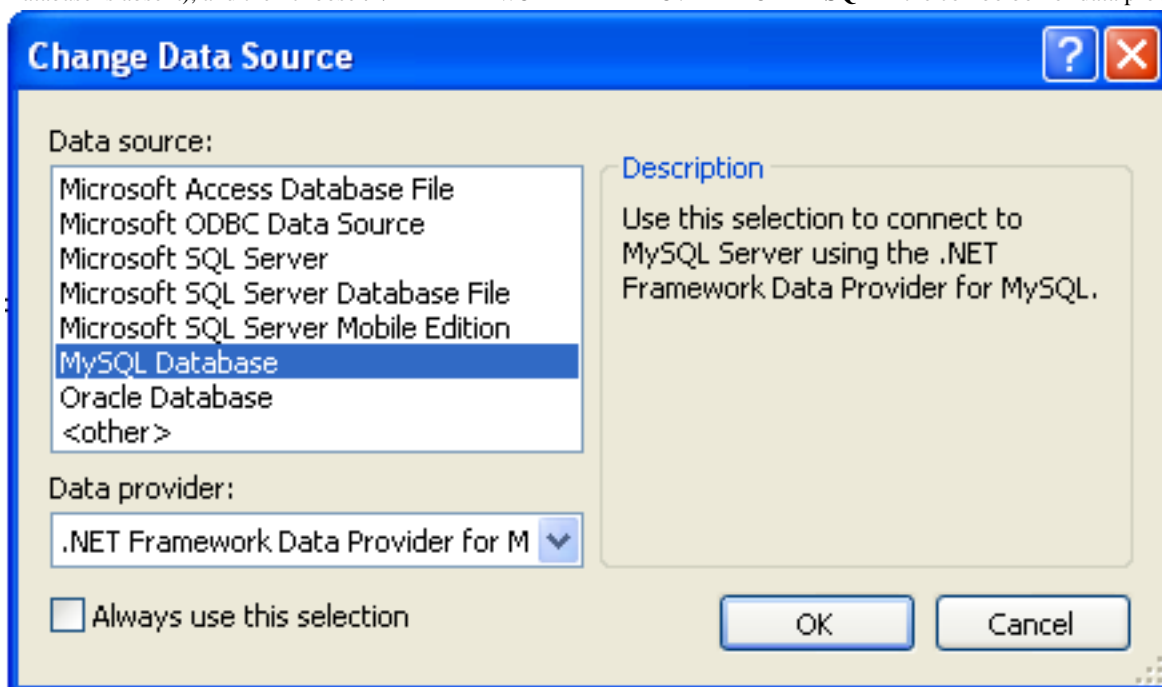 Change Data Source
Data source:
Microsoft Access Database File
Microsoft ODBC Data Source
Microsoft SQL Server
Microsoft SQL Server Database File
Microsoft SQL Server Mobile Edition
MySQL Database
Oracle Database
<other>
Description
Use this selection to connect to
MySQL Server using the .NET
Framework Data Provider for MySQL.
Data provider:
.NET Framework Data Provider for M
Always use this selection
OK
Cancel